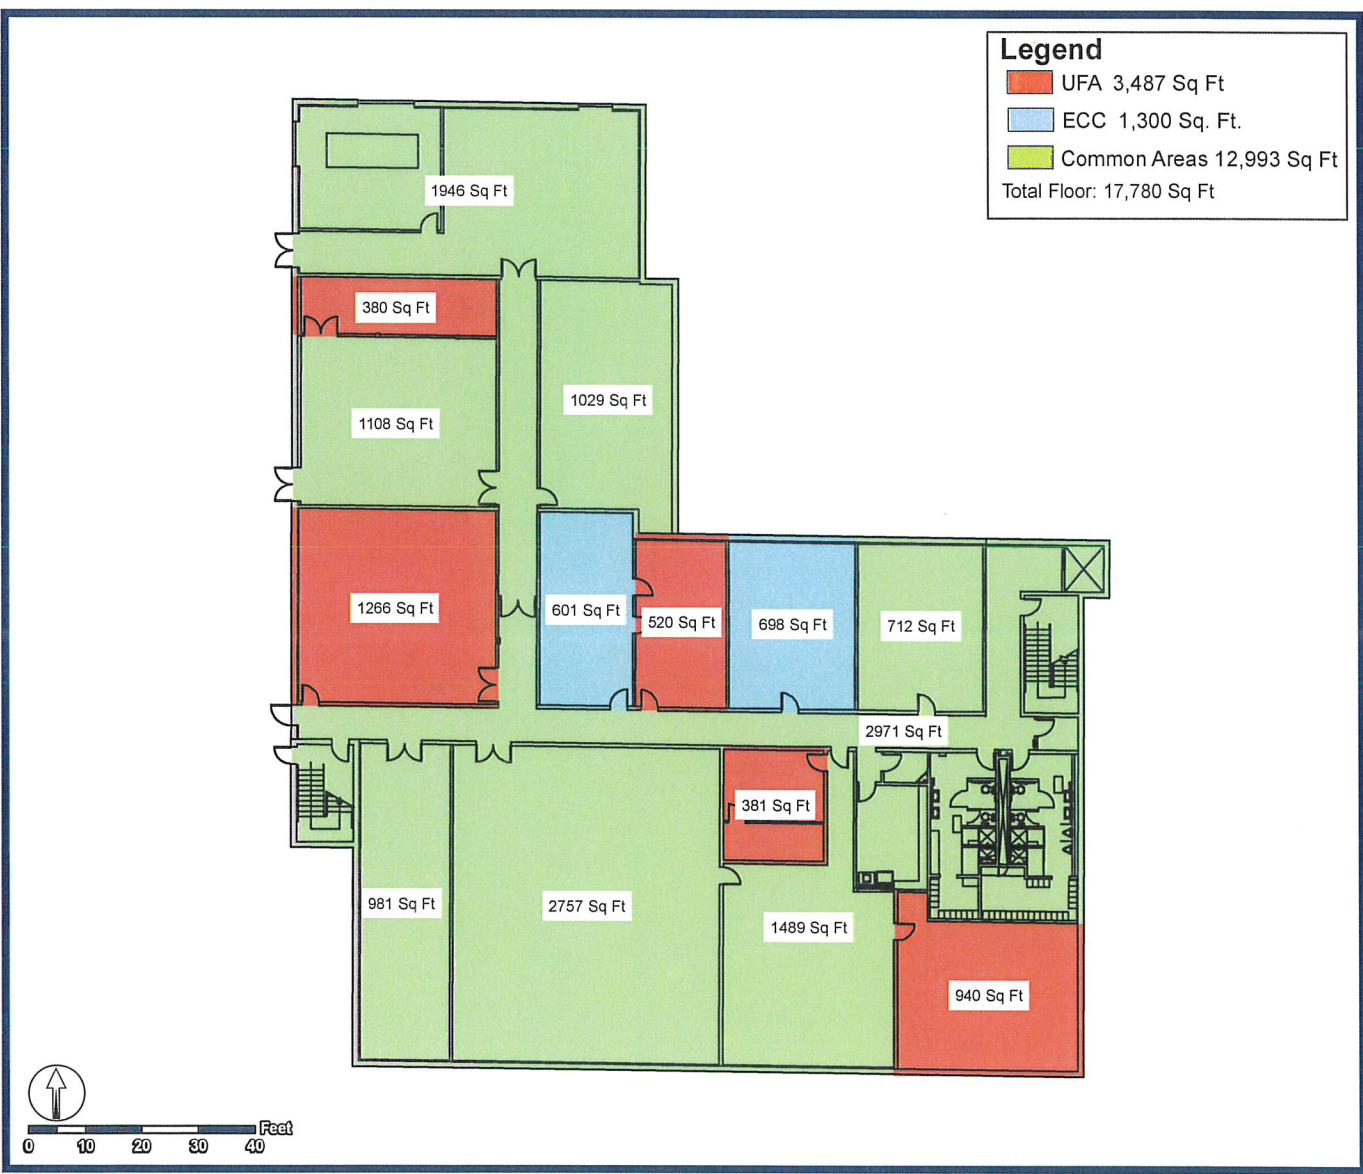 Legend
UFA 3,487 Sq Ft
ECC 1,300 Sq. Ft.
Common Areas 12,993 Sq Ft
Total Floor: 17,780 Sq Ft
1946 Sq Ft
380 Sq Ft
1029 Sq Ft
1108 Sq Ft
1266 Sq Ft
601 Sq Ft
520 Sq Ft
698 Sq Ft
712 Sq Ft
2971 Sq Ft
381 Sq Ft
981 Sq Ft
2757 Sq Ft
1489 Sq Ft
940 Sq Ft
Feet
0 10 20 30 40